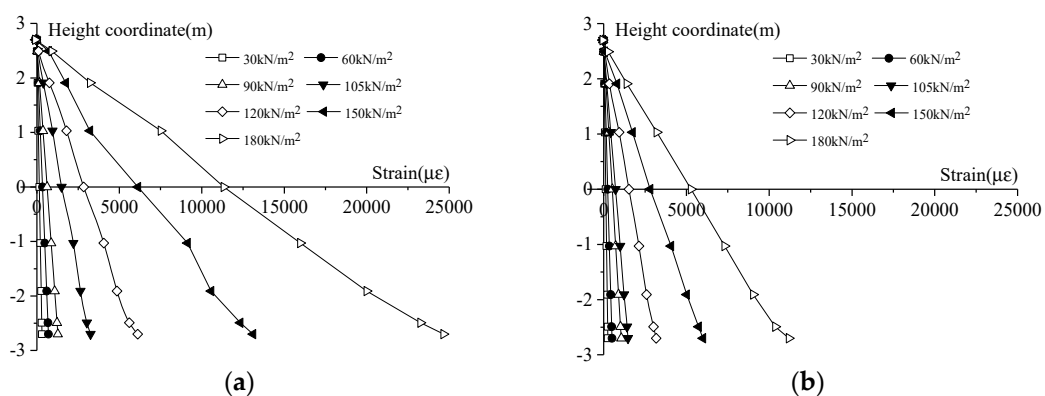 3
Height coordinate(m)
30kN/m² 60kN/m²
2
90kN/m² 105kN/m²
120kN/m² 150kN/m²
1
180kN/m²
Strain(με)
0
0 5000 10000 15000 20000 25000
-1
-2
-3
(a)
3
Height coordinate(m)
30kN/m² 60kN/m²
2
90kN/m² 105kN/m²
120kN/m² 150kN/m²
1
180kN/m²
Strain(με)
0
0 5000 10000 15000 20000 25000
-1
-2
-3
(b)